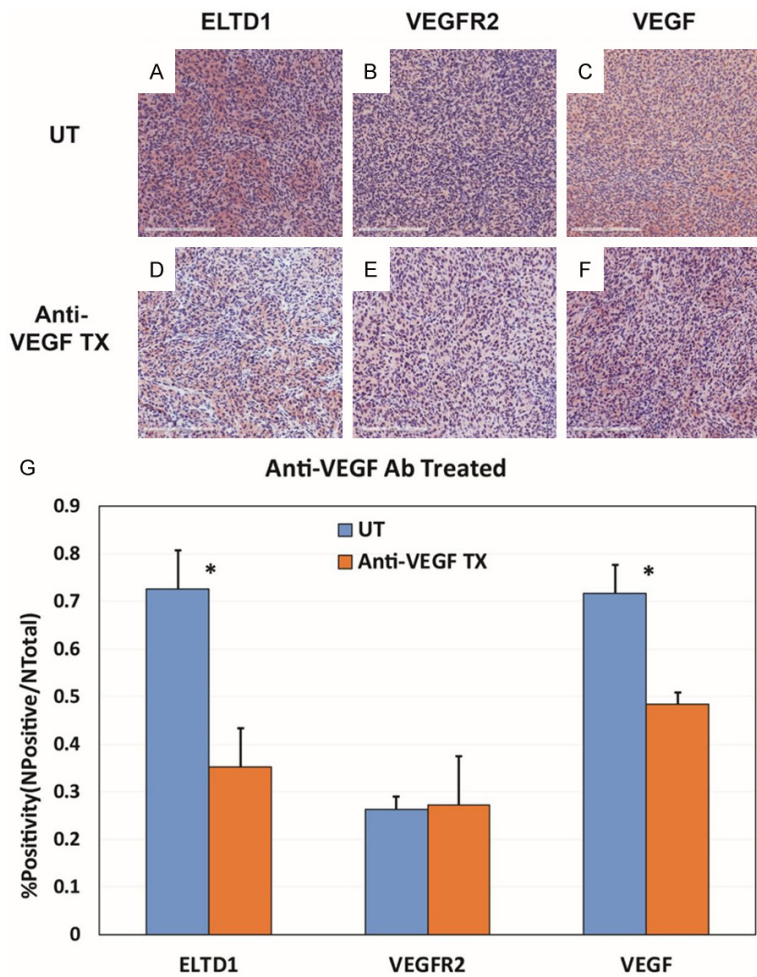 ELTD1 VEGFR2 VEGF
UT
A B C
Anti-
VEGF TX
D E F
G
Anti-VEGF Ab Treated
%Positivity(NPositive/NTotal)
0.9
0.8
0.7
0.6
0.5
0.4
0.3
0.2
0.1
0
UT
Anti-VEGF TX
* *
ELTD1 VEGFR2 VEGF